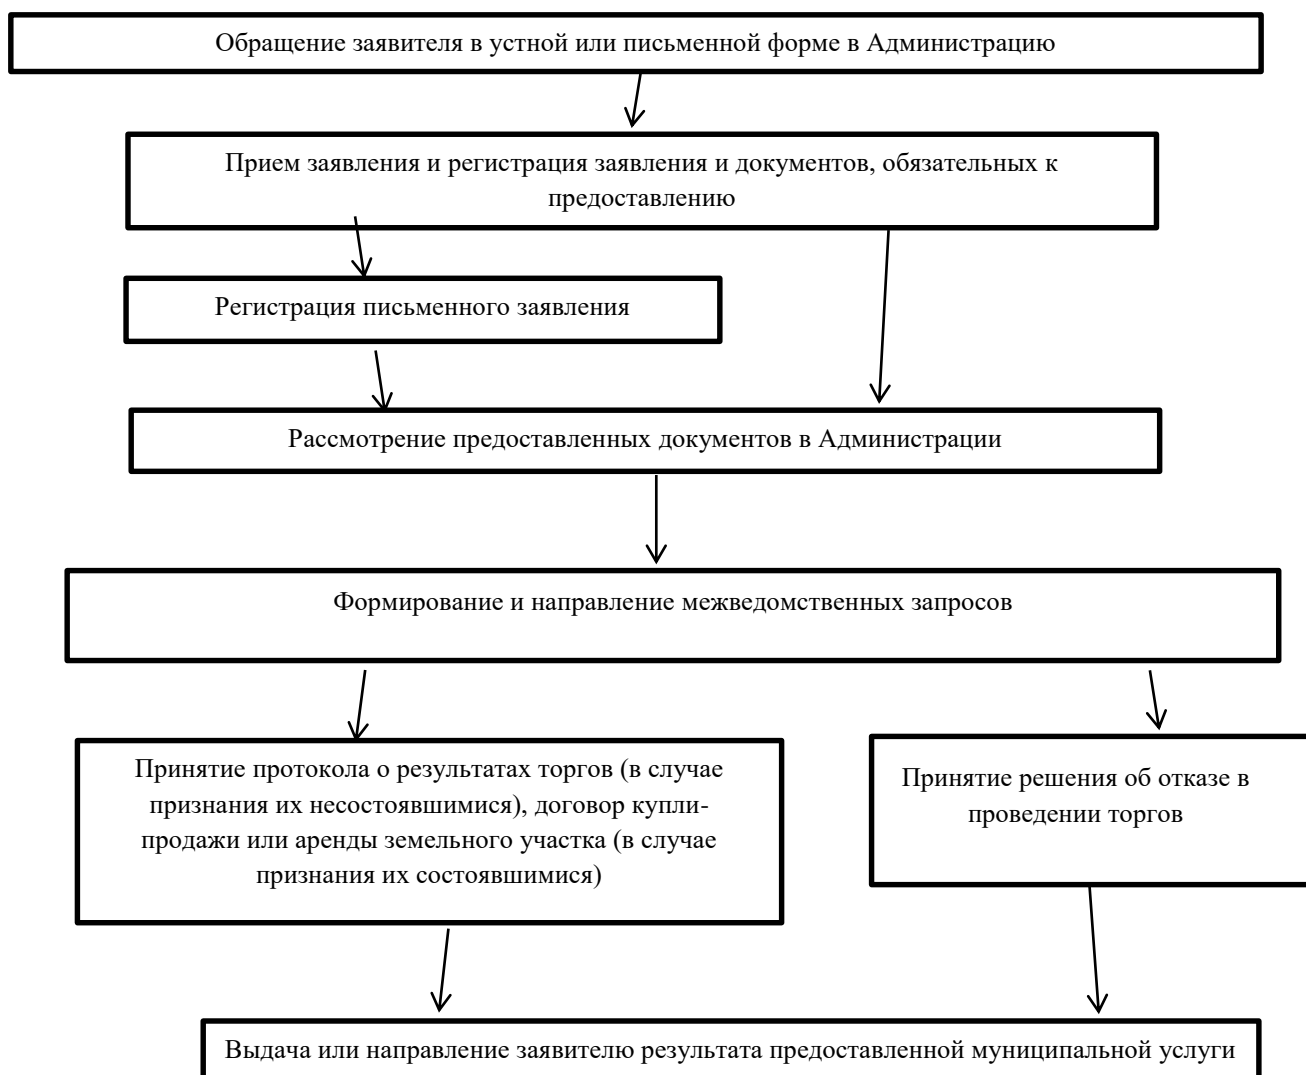 Обращение заявителя в устной или письменной форме в Администрацию
Прием заявления и регистрация заявления и документов, обязательных к
предоставлению
Регистрация письменного заявления
Рассмотрение предоставленных документов в Администрации
Формирование и направление межведомственных запросов
Принятие протокола о результатах торгов (в случае
признания их несостоявшимися), договор купли-
продажи или аренды земельного участка (в случае
признания их состоявшимися)
Принятие решения об отказе в
проведении торгов
Выдача или направление заявителю результата предоставленной муниципальной услуги